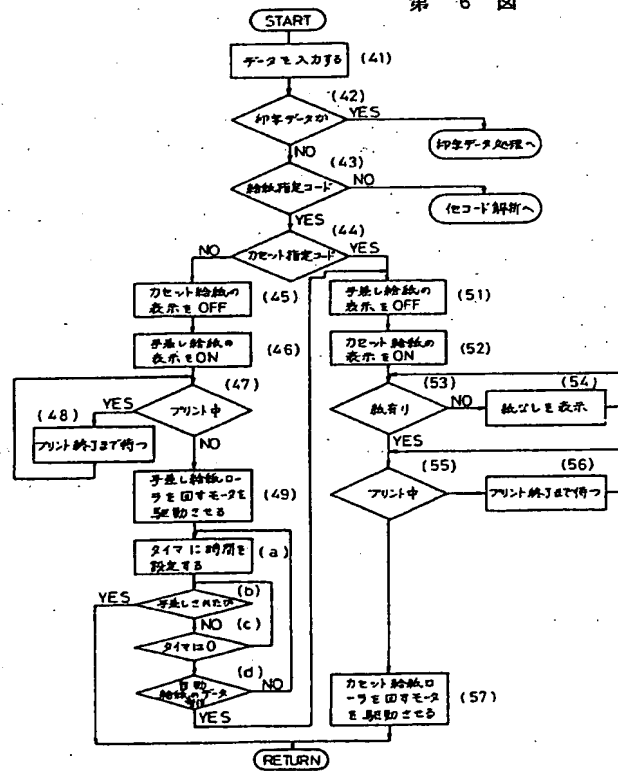 第 6 図
START
データを入力する
(41)
(42)
印字データか
YES
印字データ処理へ
NO
(43)
給紙指定コード
NO
他コード解析へ
YES
(44)
カセット指定コード
NO
YES
カセット給紙の
表示をOFF
(45)
手差し給紙の
表示をON
(46)
(47)
プリント中
YES
(48)
プリント終了まで待つ
NO
手差し給紙ロー
ラを回すモータを
駆動させる
(49)
タイマに時間を
設定する
(a)
(b)
手差しされたか
YES
NO
(c)
タイマは0
(d)
給紙のデータ
NO
YES
手差し給紙の
表示をOFF
(51)
カセット給紙の
表示をON
(52)
(53)
紙有り
NO
(54)
紙なしを表示
YES
(55)
プリント中
(56)
プリント終了まで待つ
カセット給紙ロ
ーラを回すモータ
を駆動させる
(57)
RETURN